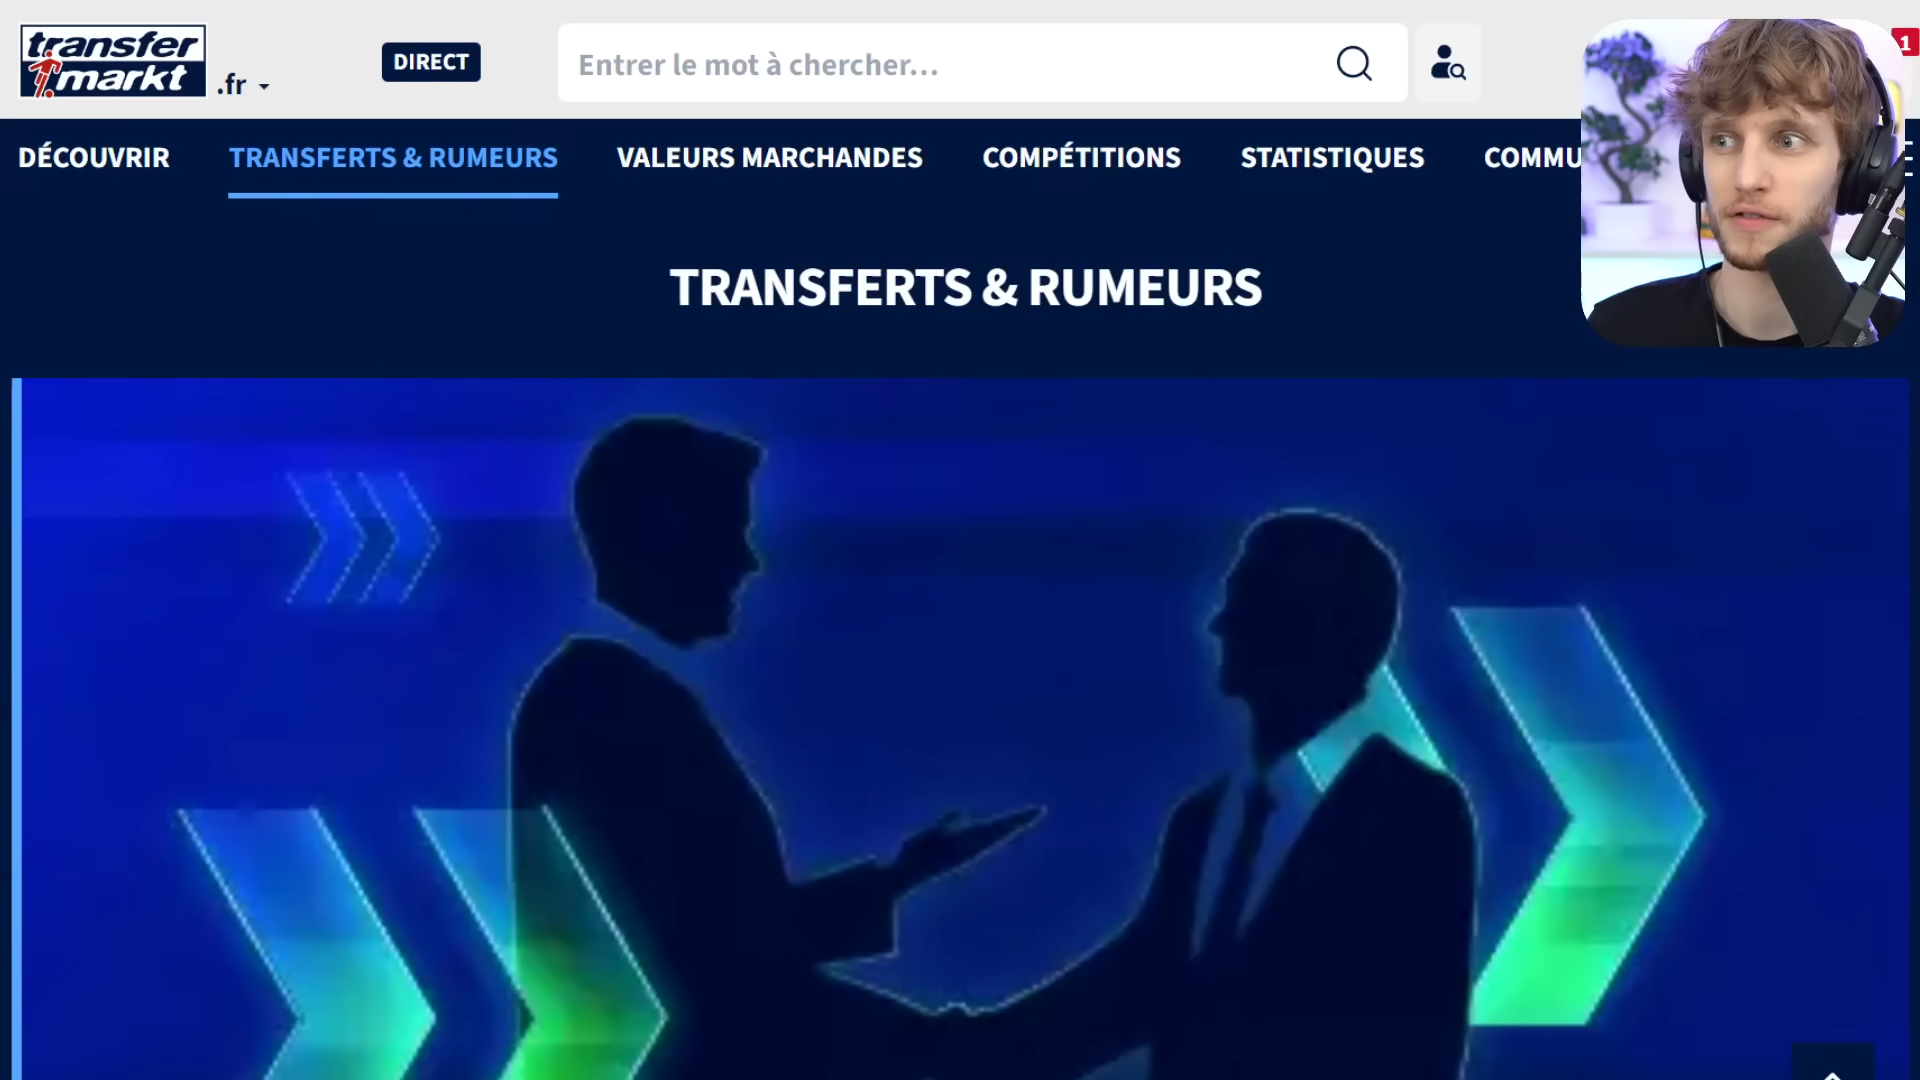 transfer
markt
.fr
DIRECT
Entrer le mot à chercher...
1
DÉCOUVRIR
TRANSFERTS & RUMEURS
VALEURS MARCHANDES
COMPÉTITIONS
STATISTIQUES
COMMU
TRANSFERTS & RUMEURS